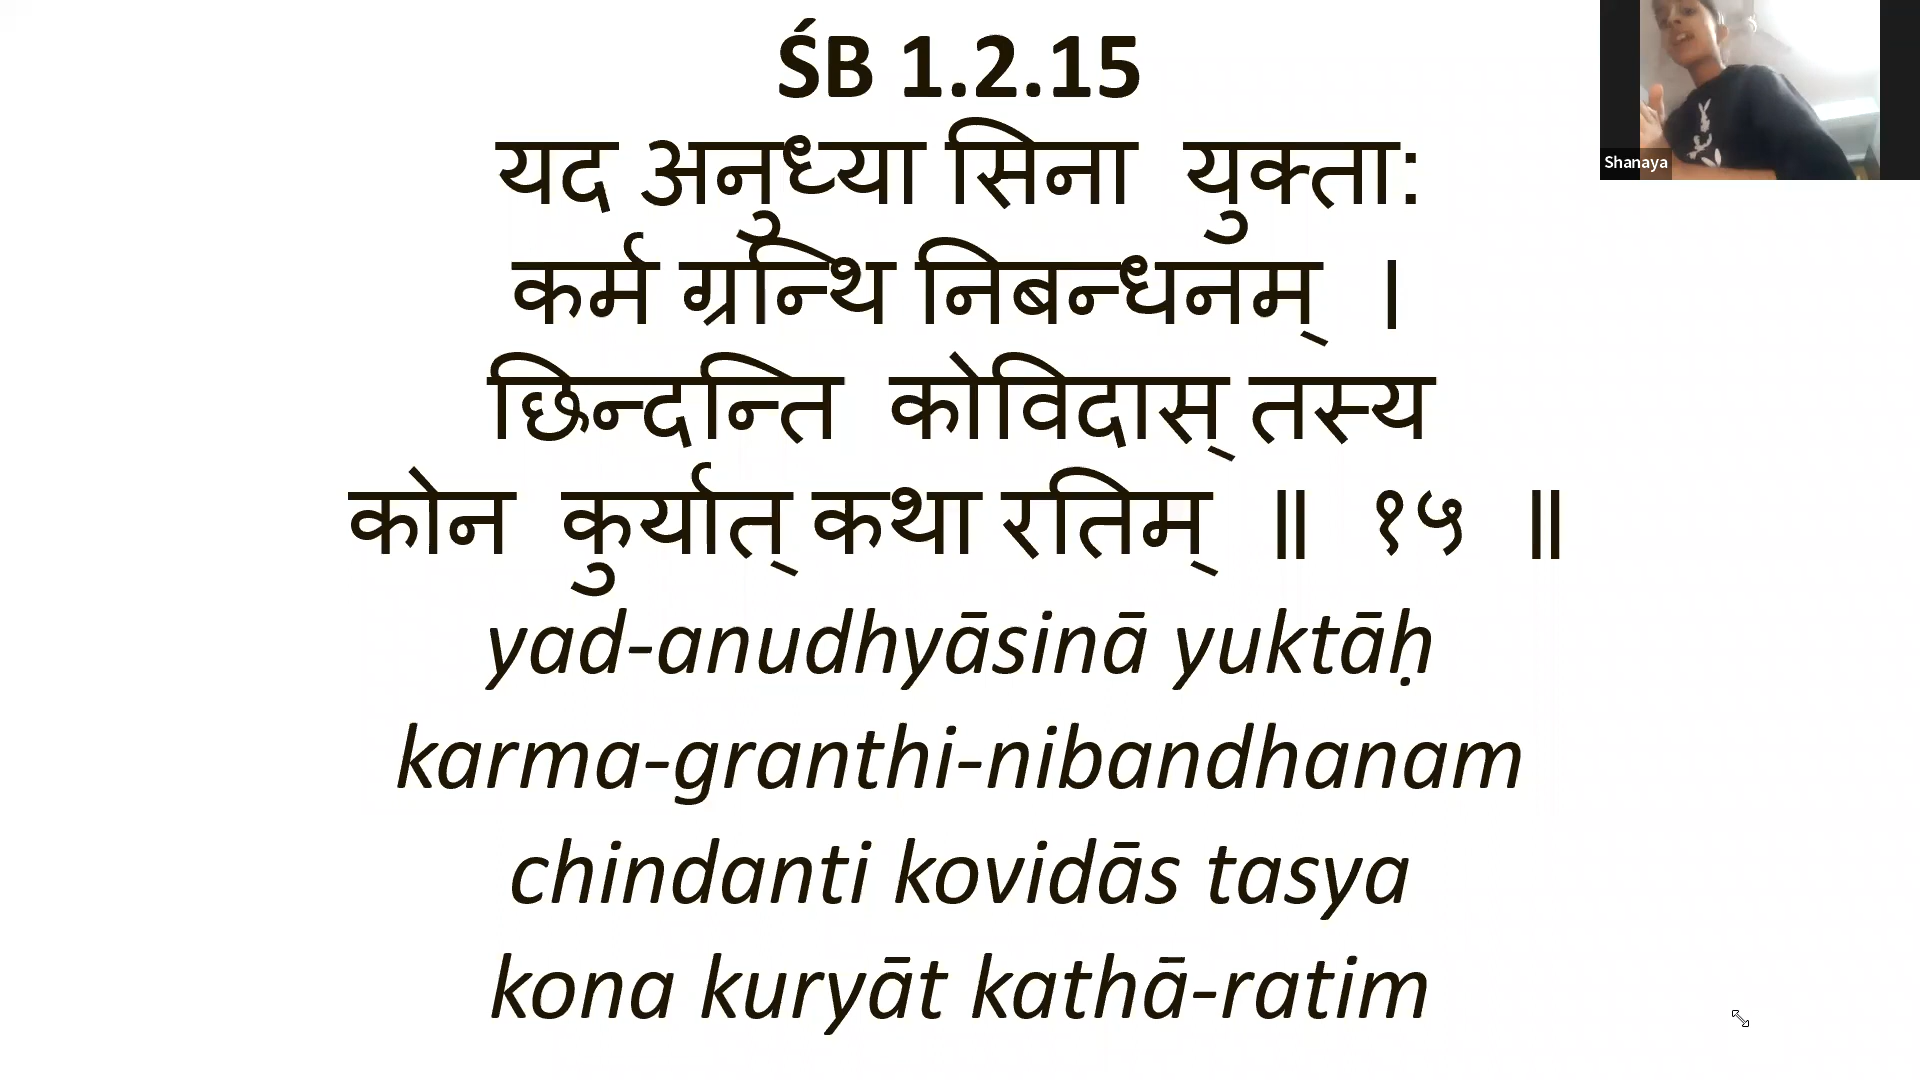 ŚB 1.2.15
यद अनुध्या सिना युक्ता:
कर्म ग्रन्थि निबन्धनम् ।
छिन्दन्ति कोविदास् तस्य
कोन कुर्यात् कथा रतिम् ॥ १५ ॥
yad-anudhyāsinā yuktāḥ
karma-granthi-nibandhanam
chindanti kovidās tasya
kona kuryāt kathā-ratim
Shanaya